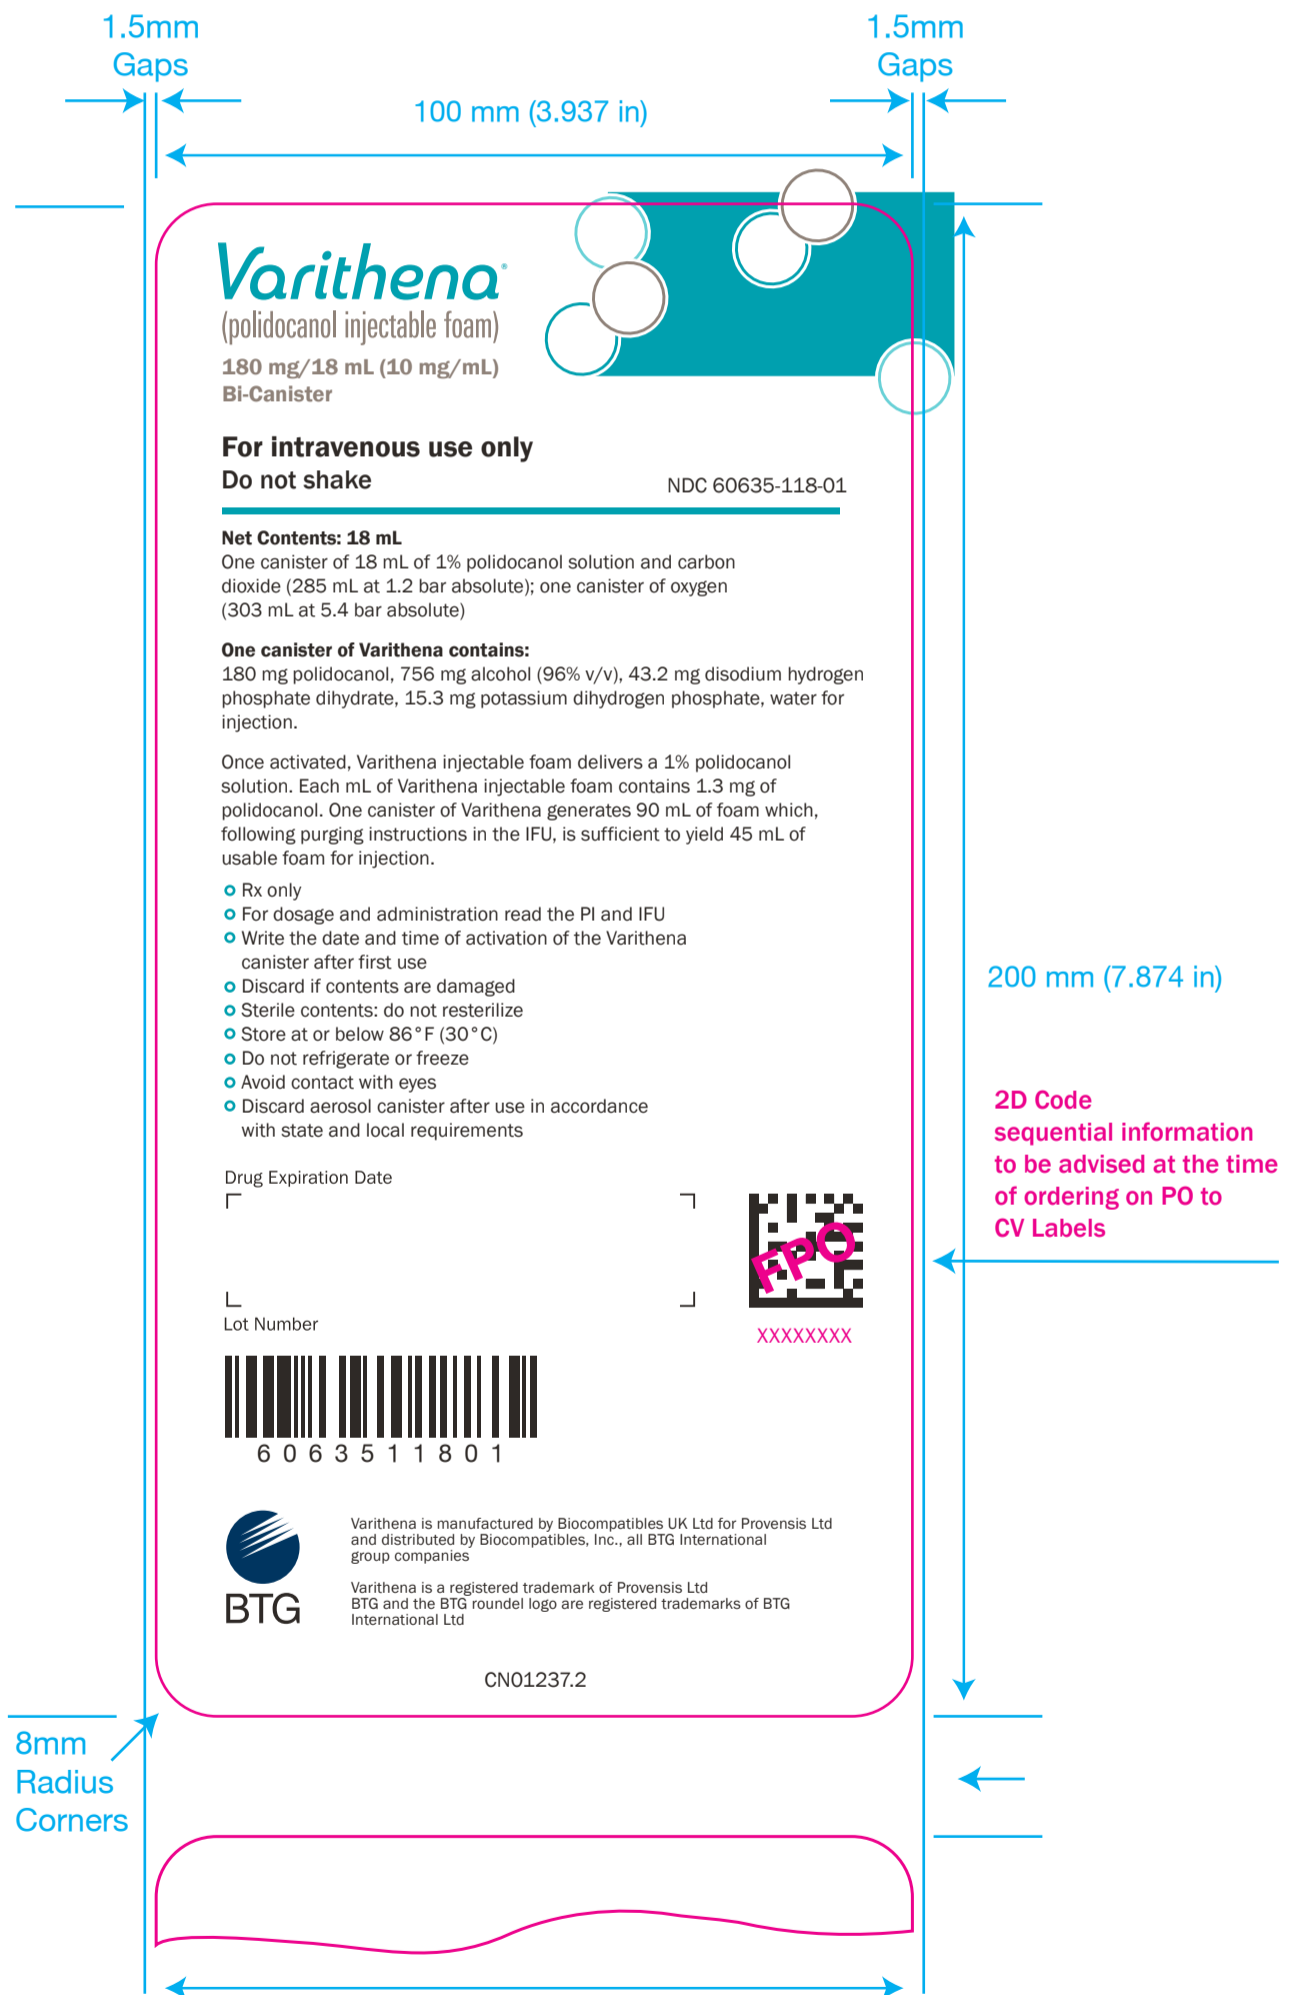 1.5mm
Gaps
1.5mm
Gaps
100 mm (3.937 in)
Varithena®
(polidocanol injectable foam)
180 mg/18 mL (10 mg/mL)
Bi-Canister
For intravenous use only
Do not shake
NDC 60635-118-01
Net Contents: 18 mL
One canister of 18 mL of 1% polidocanol solution and carbon
dioxide (285 mL at 1.2 bar absolute); one canister of oxygen
(303 mL at 5.4 bar absolute)
One canister of Varithena contains:
180 mg polidocanol, 756 mg alcohol (96% v/v), 43.2 mg disodium hydrogen
phosphate dihydrate, 15.3 mg potassium dihydrogen phosphate, water for
injection.
Once activated, Varithena injectable foam delivers a 1% polidocanol
solution. Each mL of Varithena injectable foam contains 1.3 mg of
polidocanol. One canister of Varithena generates 90 mL of foam which,
following purging instructions in the IFU, is sufficient to yield 45 mL of
usable foam for injection.
Rx only
For dosage and administration read the PI and IFU
Write the date and time of activation of the Varithena
canister after first use
Discard if contents are damaged
Sterile contents: do not resterilize
Store at or below 86°F (30°C)
Do not refrigerate or freeze
Avoid contact with eyes
Discard aerosol canister after use in accordance
with state and local requirements
200 mm (7.874 in)
2D Code
sequential information
to be advised at the time
of ordering on PO to
CV Labels
Drug Expiration Date
FPO
Lot Number
XXXXXXXX
6063511801
BTG
Varithena is manufactured by Biocompatibles UK Ltd for Provensis Ltd
and distributed by Biocompatibles, Inc., all BTG International
group companies
Varithena is a registered trademark of Provensis Ltd
BTG and the BTG roundel logo are registered trademarks of BTG
International Ltd
CN01237.2
8mm
Radius
Corners